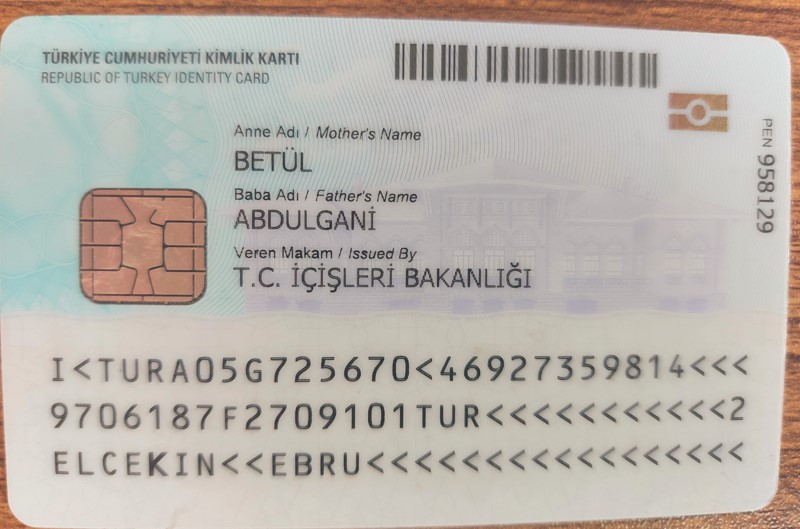 TÜRKİYE CUMHURİYETİ KİMLİK KARTI
REPUBLIC OF TURKEY IDENTITY CARD
Anne Adı / Mother's Name
BETÜL
Baba Adı / Father's Name
ABDULGANİ
Veren Makam / Issued By
T.C. İÇİŞLERİ BAKANLIĞI
PEN 958129
I<TURA05G725670<46927359814<<<
9706187F2709101TUR<<<<<<<<<<<2
ELCEKIN<<EBRU<<<<<<<<<<<<<<<<<